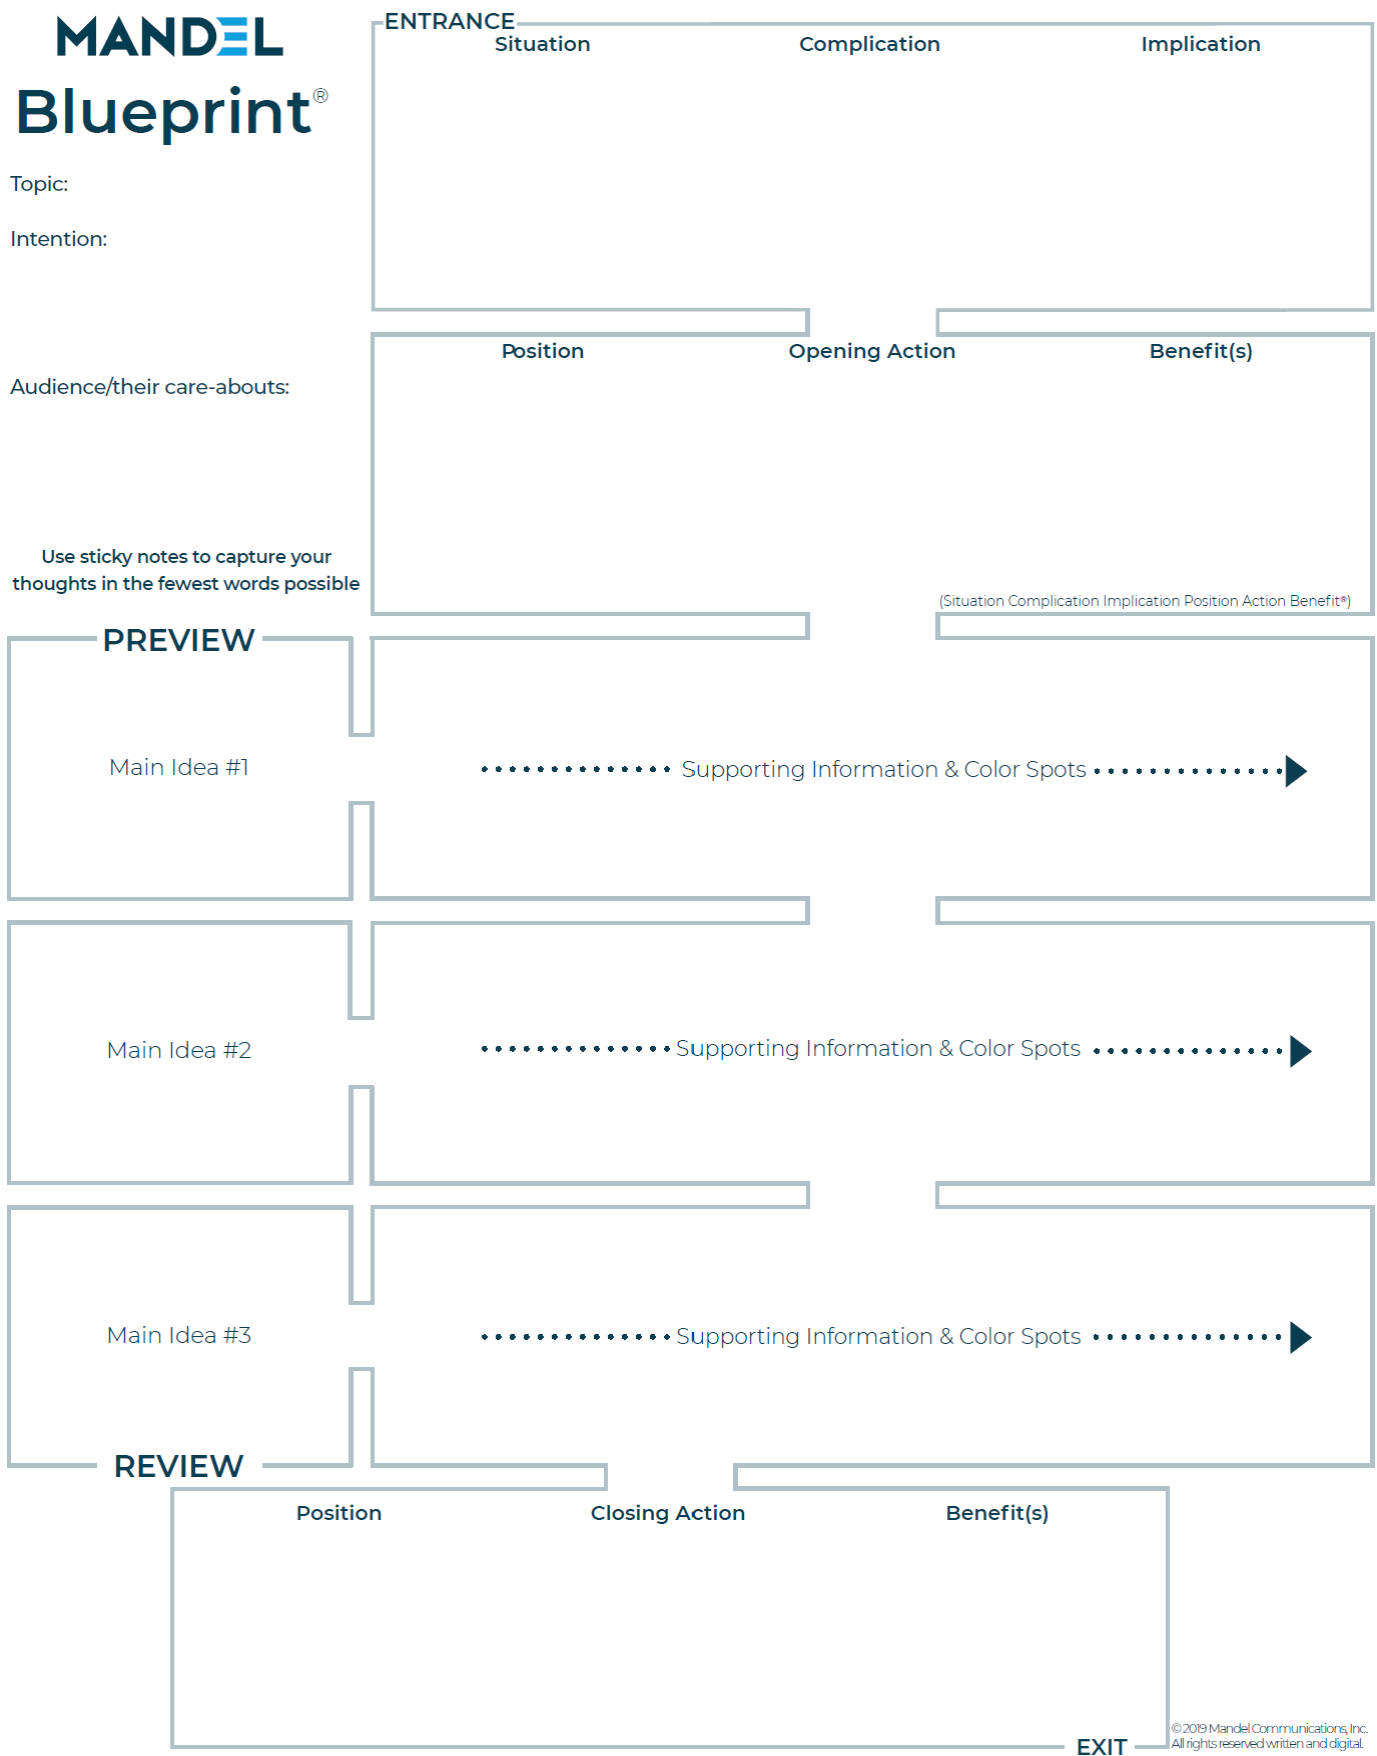 MANDEL
Blueprint®
Topic:
Intention:
Audience/their care-abouts:
Use sticky notes to capture your
thoughts in the fewest words possible
ENTRANCE
Situation Complication Implication
Position Opening Action Benefit(s)
(Situation Complication Implication Position Action Benefit®)
PREVIEW
Main Idea #1 Supporting Information & Color Spots
Main Idea #2 Supporting Information & Color Spots
Main Idea #3 Supporting Information & Color Spots
REVIEW
Position Closing Action Benefit(s)
EXIT
© 2019 Mandel Communications, Inc.
All rights reserved written and digital.